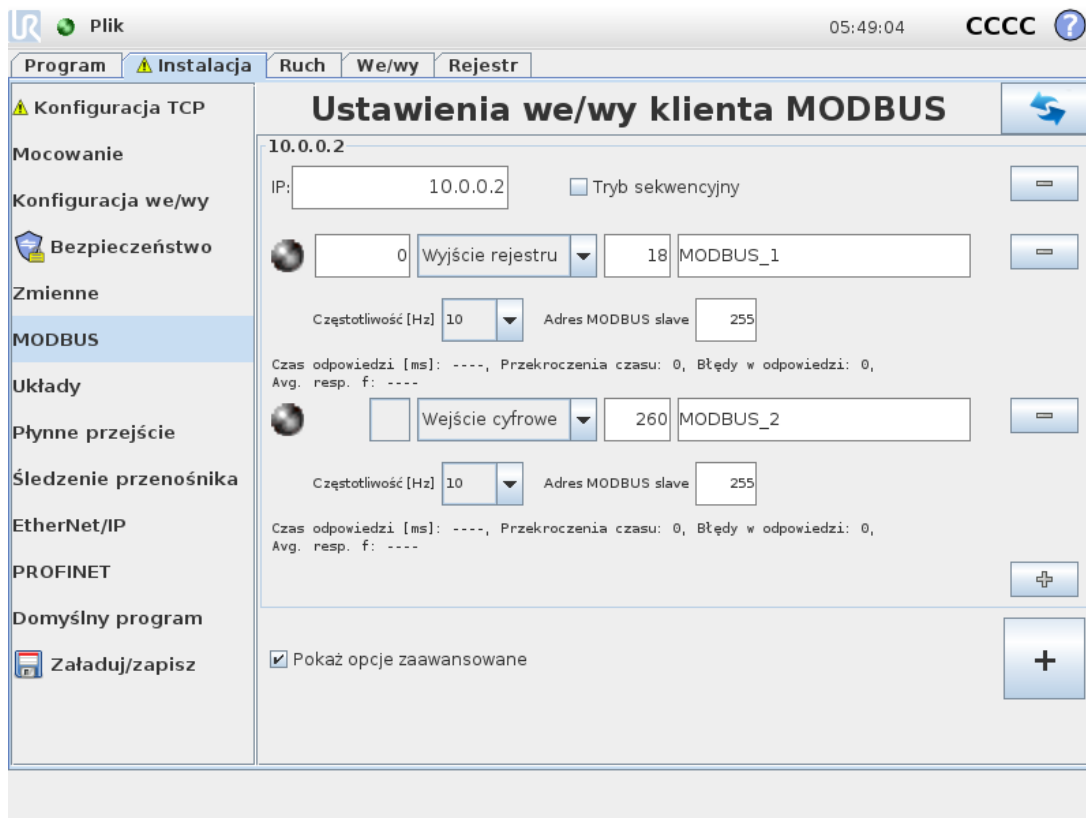 UR Plik 05:49:04 CCCC ?
Program Instalacja Ruch We/wy Rejestr
Konfiguracja TCP
Mocowanie
Konfiguracja we/wy
Bezpieczeństwo
Zmienne
MODBUS
Układy
Płynne przejście
Śledzenie przenośnika
EtherNet/IP
PROFINET
Domyślny program
Załaduj/zapisz
Ustawienia we/wy klienta MODBUS
10.0.0.2
IP: 10.0.0.2 Tryb sekwencyjny
0 Wyjście rejestru 18 MODBUS_1
Częstotliwość [Hz] 10 Adres MODBUS slave 255
Czas odpowiedzi [ms]: ----, Przekroczenia czasu: 0, Błędy w odpowiedzi: 0,
Avg. resp. f: ----
Wejście cyfrowe 260 MODBUS_2
Częstotliwość [Hz] 10 Adres MODBUS slave 255
Czas odpowiedzi [ms]: ----, Przekroczenia czasu: 0, Błędy w odpowiedzi: 0,
Avg. resp. f: ----
Pokaż opcje zaawansowane